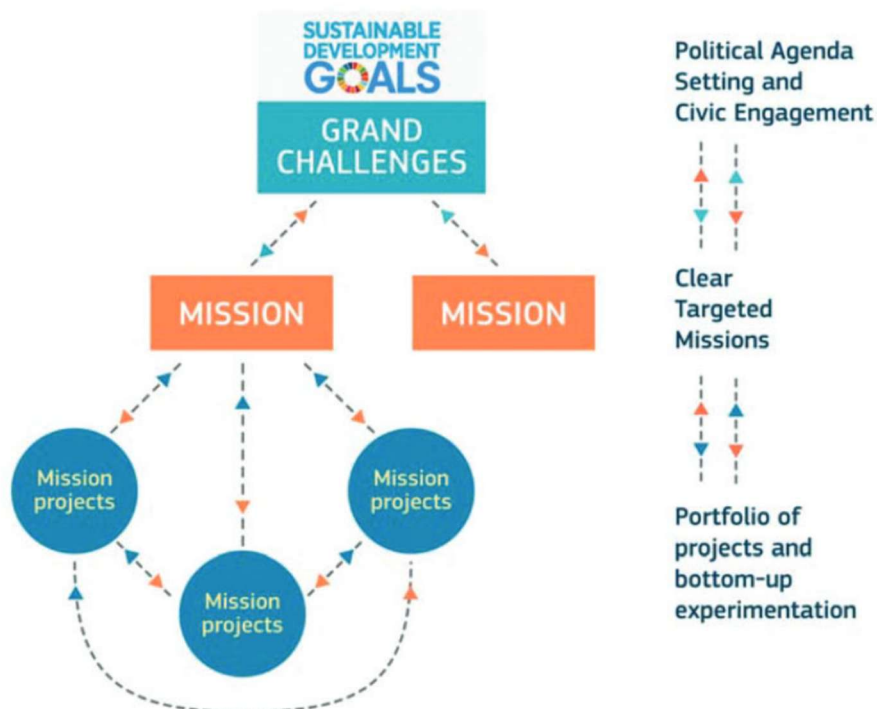 SUSTAINABLE
DEVELOPMENT
GOALS
GRAND
CHALLENGES
MISSION
MISSION
Mission
projects
Mission
projects
Mission
projects
Political Agenda
Setting and
Civic Engagement
Clear
Targeted
Missions
Portfolio of
projects and
bottom-up
experimentation